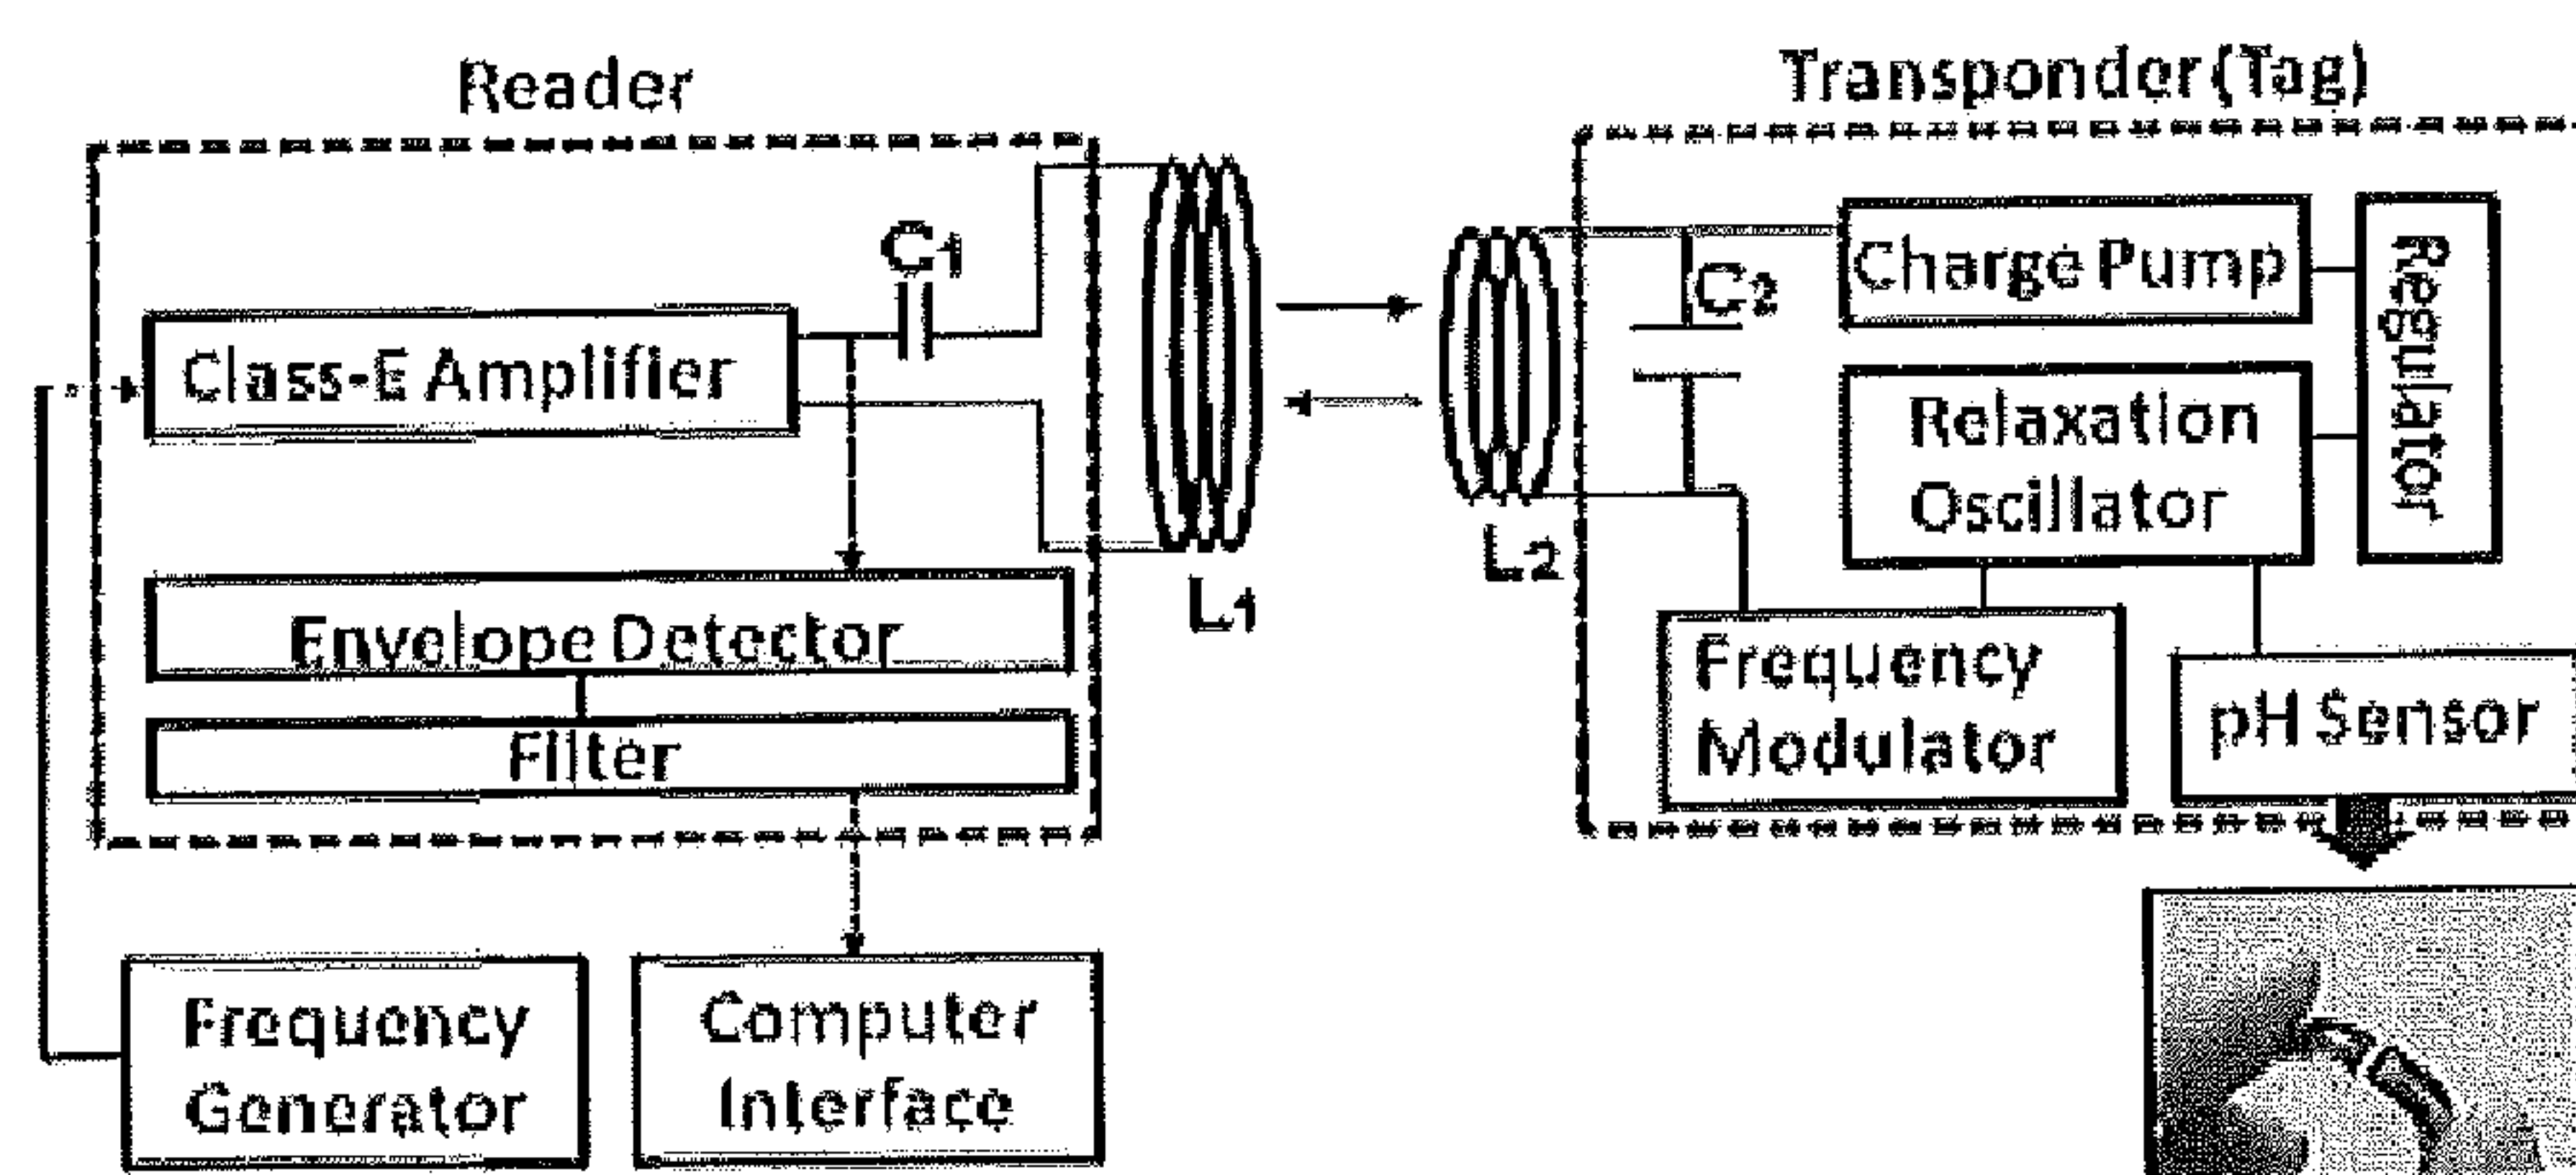 Reader
Transponder (Tag)
C1
Class-E Amplifier
Envelope Detector
Filter
Frequency
Generator
Computer
Interface
L1
L2
C2
Charge Pump
Regulator
Relaxation
Oscillator
Frequency
Modulator
pH Sensor